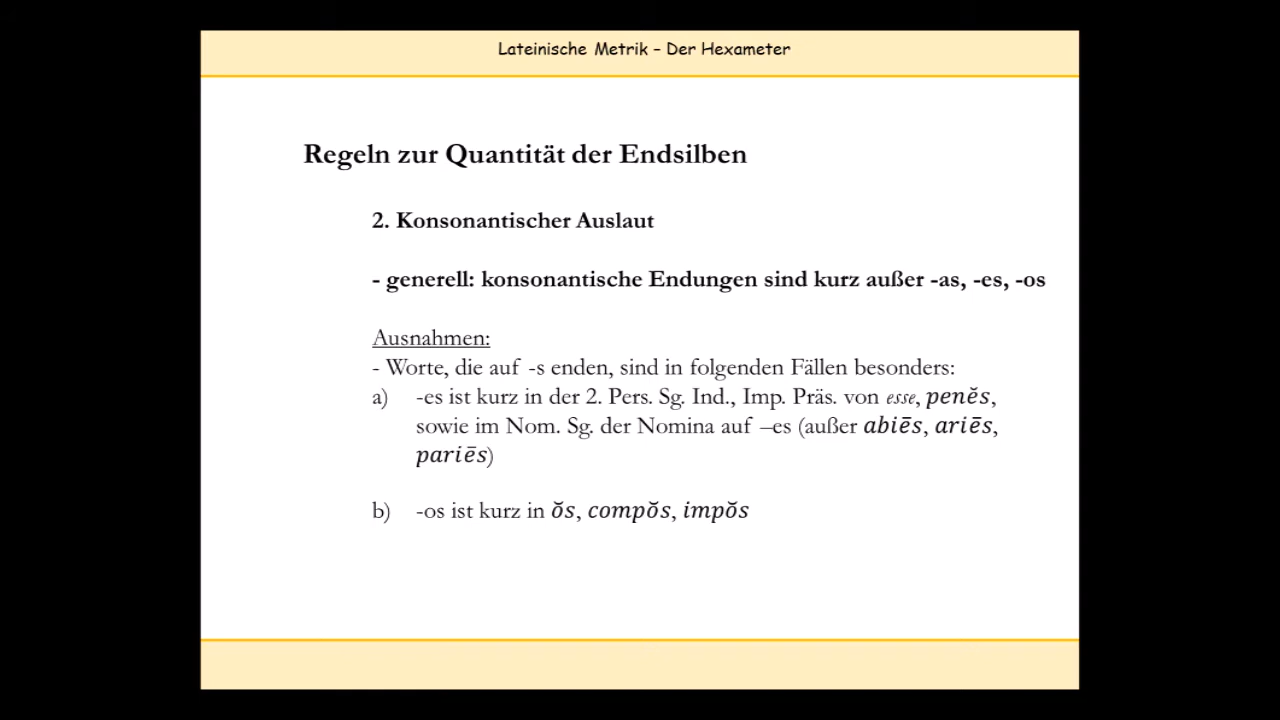 Lateinische Metrik – Der Hexameter
Regeln zur Quantität der Endsilben
2. Konsonantischer Auslaut
- generell: konsonantische Endungen sind kurz außer -as, -es, -os
Ausnahmen:
- Worte, die auf -s enden, sind in folgenden Fällen besonders:
a) -es ist kurz in der 2. Pers. Sg. Ind., Imp. Präs. von esse, penĕs,
sowie im Nom. Sg. der Nomina auf –es (außer abiēs, ariēs,
pariēs)
b) -os ist kurz in ŏs, compŏs, impŏs